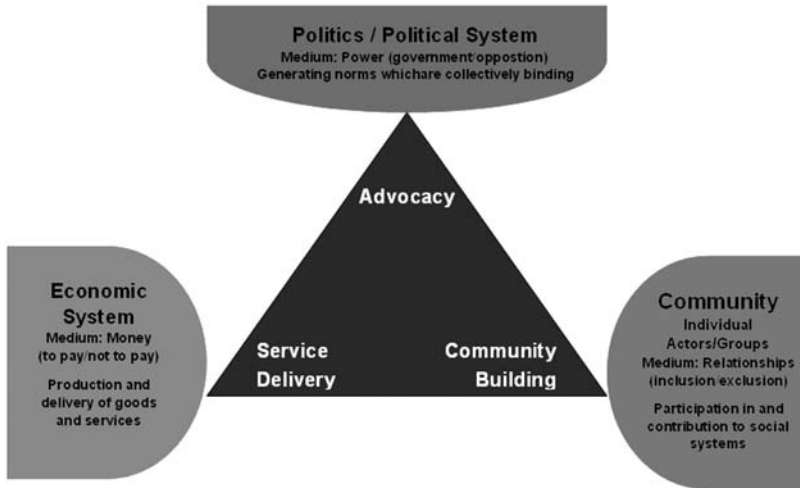 Politics / Political System
Medium: Power (government/oppostion)
Generating norms whichare collectively binding
Advocacy
Economic
System
Medium: Money
(to pay/not to pay)
Production and
delivery of goods
and services
Service
Delivery
Community
Building
Community
Individual
Actors/Groups
Medium: Relationships
(inclusion/exclusion)
Participation in and
contribution to social
systems